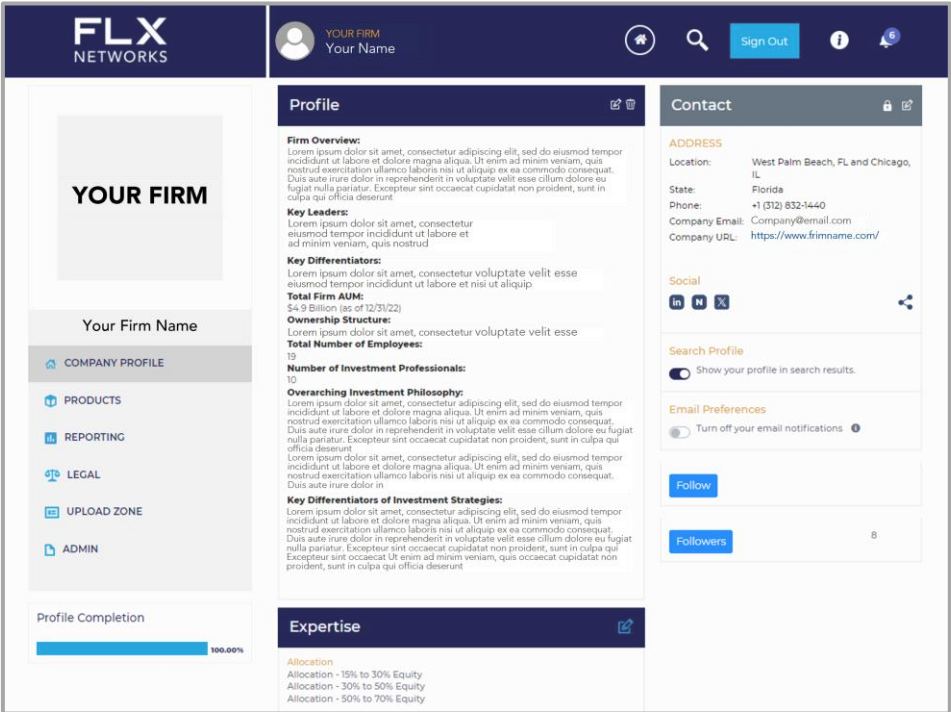 FLX
NETWORKS
YOUR FIRM
Your Name
Sign Out
i
6
YOUR FIRM
Your Firm Name
COMPANY PROFILE
PRODUCTS
REPORTING
LEGAL
UPLOAD ZONE
ADMIN
Profile Completion
100.00%
Profile
Firm Overview:
Lorem ipsum dolor sit amet, consectetur adipiscing elit, sed do eiusmod tempor
incididunt ut labore et dolore magna aliqua. Ut enim ad minim veniam, quis
nostrud exercitation ullamco laboris nisi ut aliquip ex ea commodo consequat.
Duis aute irure dolor in reprehenderit in voluptate velit esse cillum dolore eu
fugiat nulla pariatur. Excepteur sint occaecat cupidatat non proident, sunt in
culpa qui officia deserunt
Key Leaders:
Lorem ipsum dolor sit amet, consectetur
eiusmod tempor incididunt ut labore et
ad minim veniam, quis nostrud
Key Differentiators:
Lorem ipsum dolor sit amet, consectetur voluptate velit esse
eiusmod tempor incididunt ut labore et nisi ut aliquip
Total Firm AUM:
$4.9 Billion (as of 12/31/22)
Ownership Structure:
Lorem ipsum dolor sit amet, consectetur voluptate velit esse
Total Number of Employees:
19
Number of Investment Professionals:
10
Overarching Investment Philosophy:
Lorem ipsum dolor sit amet, consectetur adipiscing elit, sed do eiusmod tempor
incididunt ut labore et dolore magna aliqua. Ut enim ad minim veniam, quis
nostrud exercitation ullamco laboris nisi ut aliquip ex ea commodo consequat.
Duis aute irure dolor in reprehenderit in voluptate velit esse cillum dolore eu fugiat
nulla pariatur. Excepteur sint occaecat cupidatat non proident, sunt in culpa qui
officia deserunt
Lorem ipsum dolor sit amet, consectetur adipiscing elit, sed do eiusmod tempor
incididunt ut labore et dolore magna aliqua. Ut enim ad minim veniam, quis
nostrud exercitation ullamco laboris nisi ut aliquip ex ea commodo consequat.
Duis aute irure dolor in
Key Differentiators of Investment Strategies:
Lorem ipsum dolor sit amet, consectetur adipiscing elit, sed do eiusmod tempor
incididunt ut labore et dolore magna aliqua. Ut enim ad minim veniam, quis
nostrud exercitation ullamco laboris nisi ut aliquip ex ea commodo consequat.
Duis aute irure dolor in reprehenderit in voluptate velit esse cillum dolore eu fugiat
nulla pariatur. Excepteur sint occaecat cupidatat non proident, sunt in culpa qui
Excepteur sint occaecat Ut enim ad minim veniam, quis occaecat cupidatat non
proident, sunt in culpa qui officia deserunt
Expertise
Allocation
Allocation - 15% to 30% Equity
Allocation - 30% to 50% Equity
Allocation - 50% to 70% Equity
Contact
ADDRESS
Location: West Palm Beach, FL and Chicago,
IL
State: Florida
Phone: +1 (312) 832-1440
Company Email: Company@email.com
Company URL: https://www.frimname.com/
Social
in N X
Search Profile
Show your profile in search results.
Email Preferences
Turn off your email notifications i
Follow
Followers 8